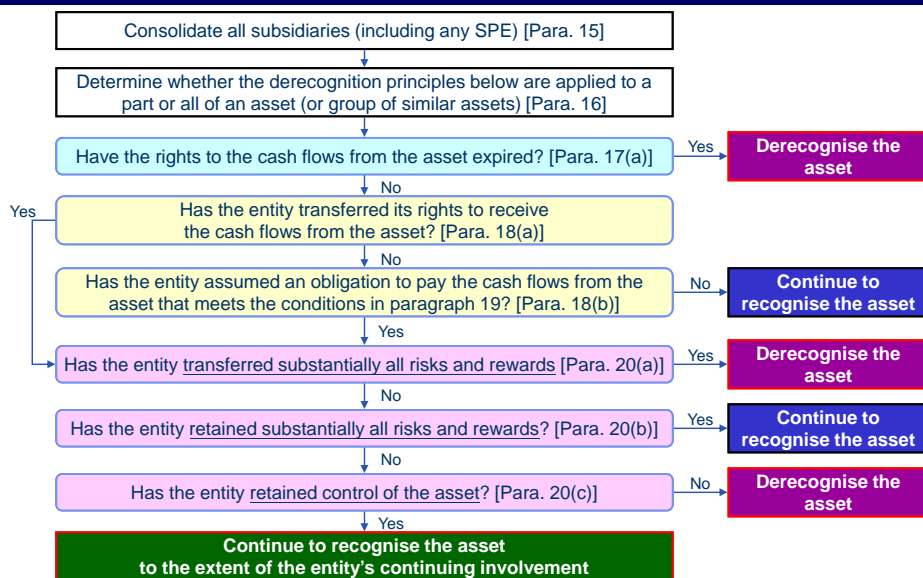 Consolidate all subsidiaries (including any SPE) [Para. 15]
Determine whether the derecognition principles below are applied to a
part or all of an asset (or group of similar assets) [Para. 16]
Have the rights to the cash flows from the asset expired? [Para. 17(a)]
Yes
Derecognise the
asset
No
Yes
Has the entity transferred its rights to receive
the cash flows from the asset? [Para. 18(a)]
No
Has the entity assumed an obligation to pay the cash flows from the
asset that meets the conditions in paragraph 19? [Para. 18(b)]
No
Continue to
recognise the asset
Yes
Has the entity transferred substantially all risks and rewards [Para. 20(a)]
Yes
Derecognise the
asset
No
Has the entity retained substantially all risks and rewards? [Para. 20(b)]
Yes
Continue to
recognise the asset
No
Has the entity retained control of the asset? [Para. 20(c)]
No
Derecognise the
asset
Yes
Continue to recognise the asset
to the extent of the entity's continuing involvement